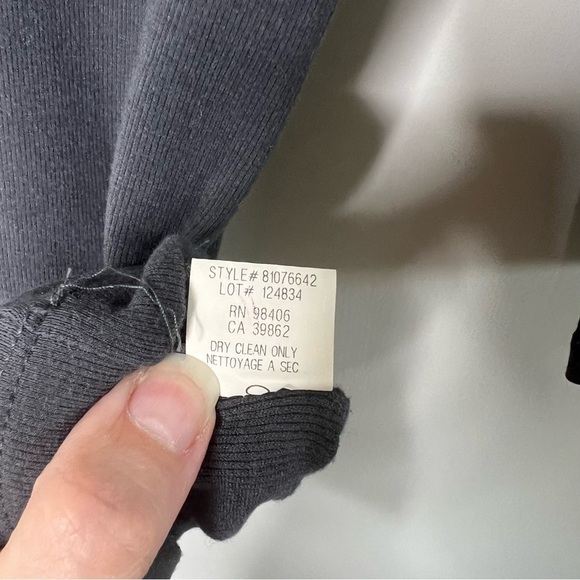 STYLE# 81076642
LOT# 124834
RN 98406
CA 39862
DRY CLEAN ONLY
NETTOYAGE A SEC